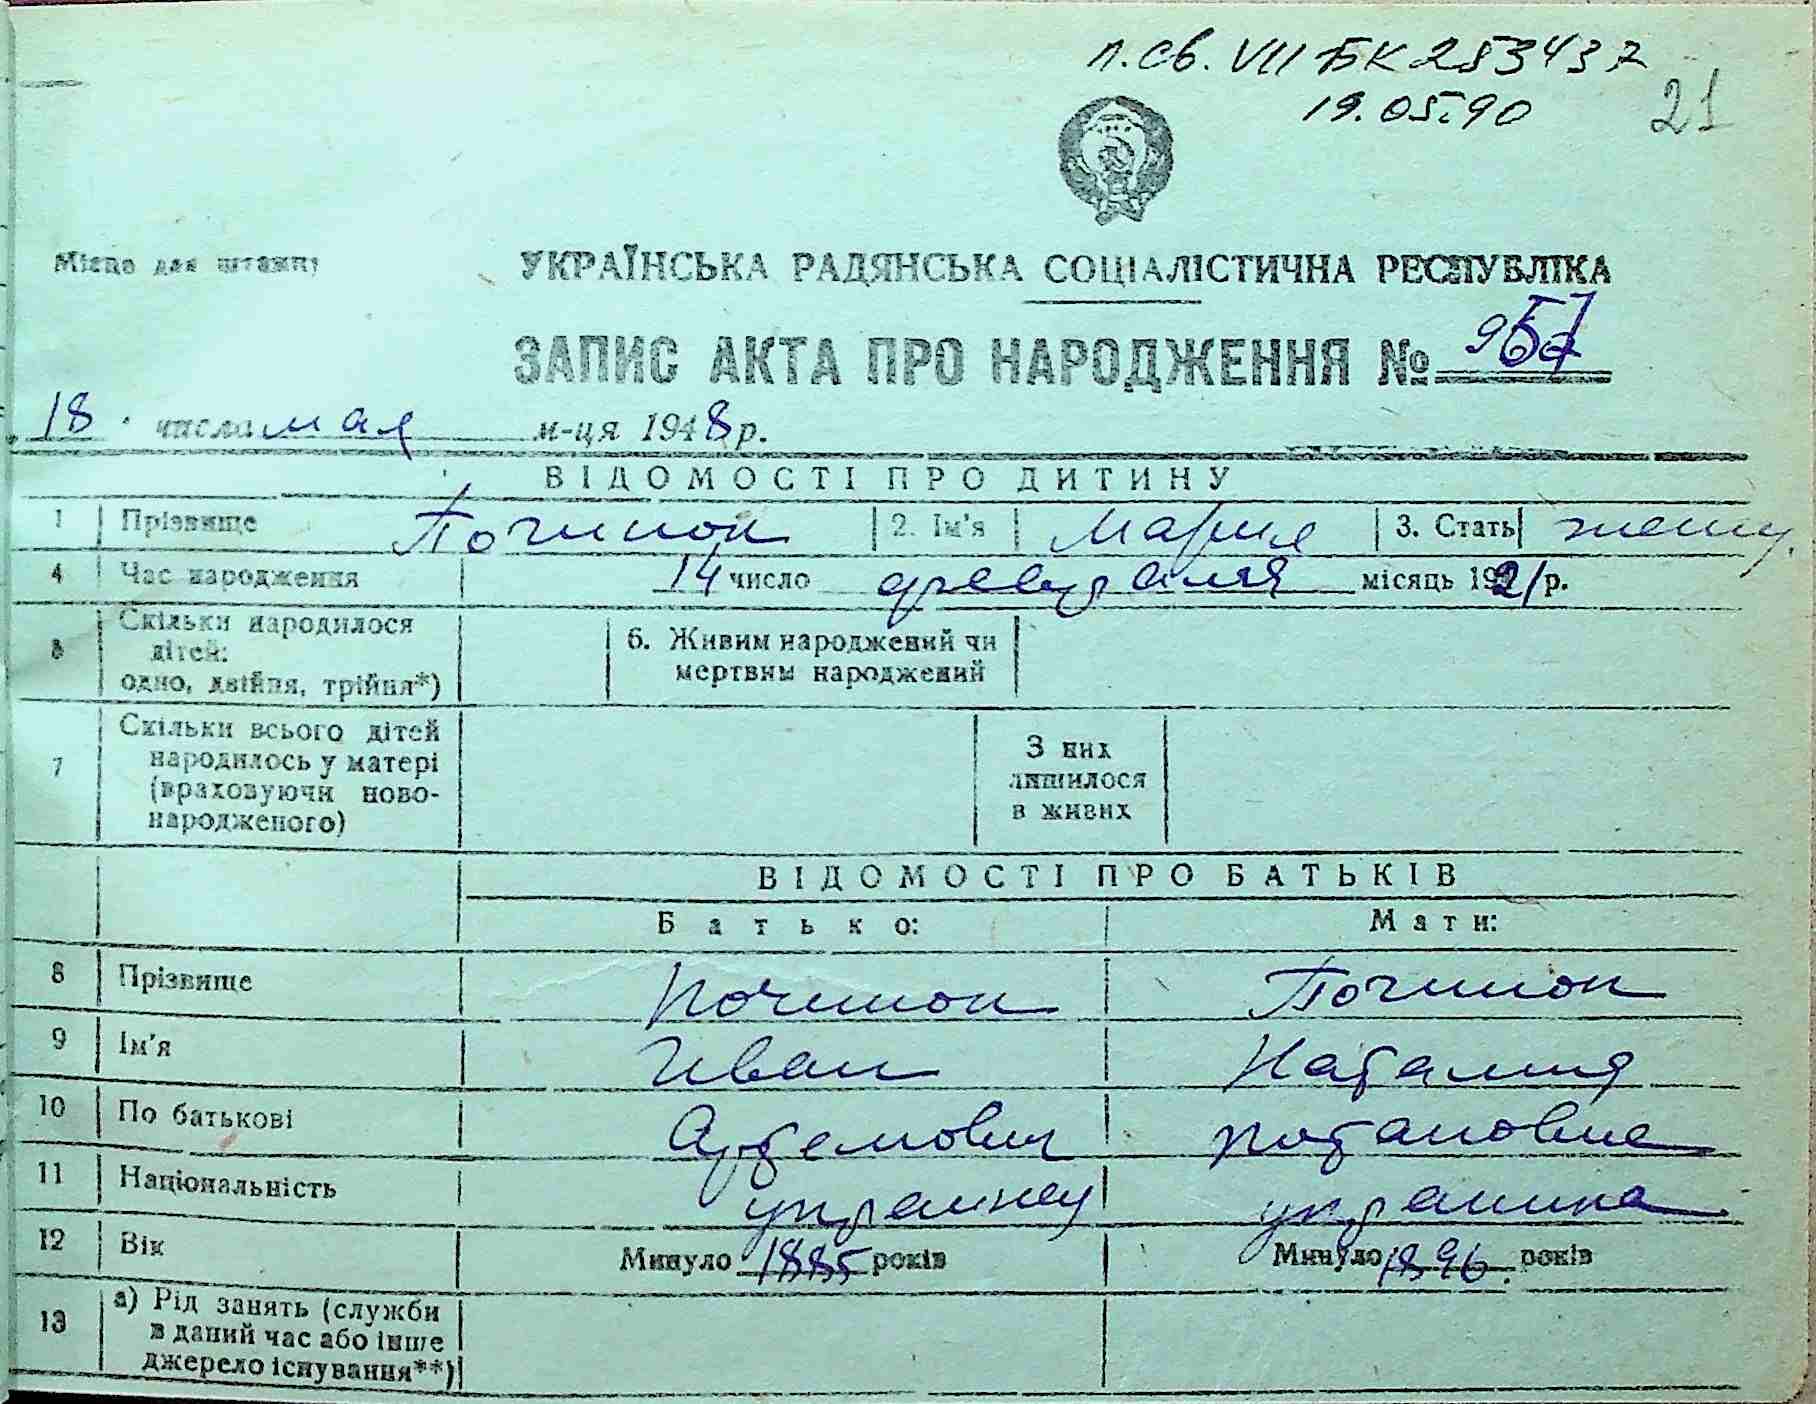 п.св. VII БК 253437
19.05.90
21
Місце для штампу
УКРАЇНСЬКА РАДЯНСЬКА СОЦІАЛІСТИЧНА РЕСПУБЛІКА
ЗАПИС АКТА ПРО НАРОДЖЕННЯ №
18 числа мая м-ця 1948 р.
ВІДОМОСТІ ПРО ДИТИНУ
1 Прізвище Починок 2. Ім'я Мария 3. Стать женщ.
4 Час народження 14 число февраля місяць 1921 р.
5 Скільки народилося дітей: одно, двійня, трійня*) 6. Живим народжений чи мертвим народжений
7 Скільки всього дітей народилось у матері (враховуючи ново-народженого) З них лишилося в живих
ВІДОМОСТІ ПРО БАТЬКІВ
Батько: Мати:
8 Прізвище Починок Починок
9 Ім'я Иван Наталия
10 По батькові Артемович Потаповна
11 Національність украинец украинка
12 Вік Минуло 1885 років Минуло 1896 років
13 а) Рід занять (служби в даний час або інше джерело існування**)